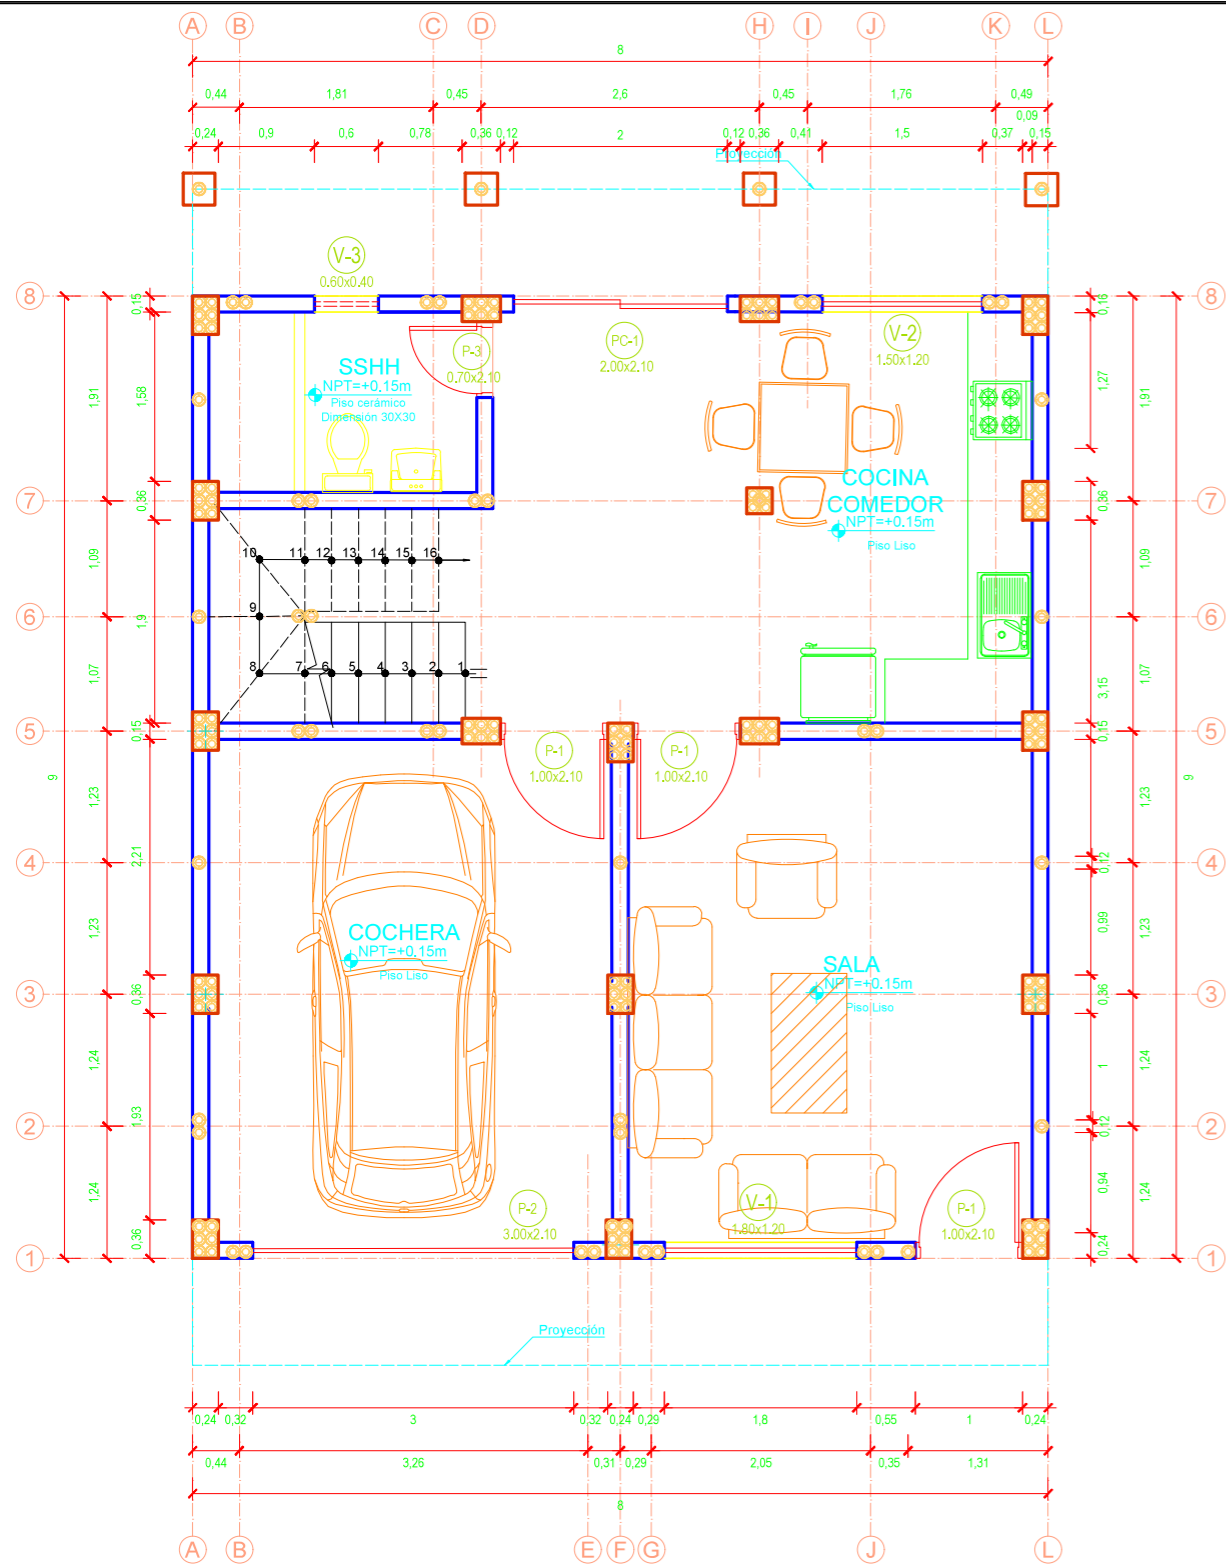 A B C D H I J K L
8
0,44 1,81 0,45 2,6 0,45 1,76 0,49
0,09
0,24 0,9 0,6 0,78 0,36 0,12 2 0,12 0,36 0,41 1,5 0,37 0,15
Proyección
V-3
0.60x0.40
8 0,15 0,16 8
P-3
0.70x2.10
PC-1
2.00x2.10
V-2
1.50x1.20
SSHH
NPT=+0.15m
Piso cerámico
Dimensión 30X30
1,91 1,58 1,27 1,91
COCINA
COMEDOR
NPT=+0.15m
Piso Liso
7 0,36 0,36 7
10 11 12 13 14 15 16
1,09 1,09
9
6 1,9 6
8 7 6 5 4 3 2 1
1,07 3,16 1,07
5 0,15 0,15 5
P-1
1.00x2.10
P-1
1.00x2.10
9 1,23 1,23 9
4 2,21 0,12 4
COCHERA
NPT=+0.15m
Piso Liso
1,23 0,99 1,23
SALA
NPT=+0.15m
Piso Liso
3 0,36 0,36 3
1,24 1 1,24
2 1,93 0,12 2
1,24 0,94 1,24
P-2
3.00x2.10
V-1
1.80x1.20
P-1
1.00x2.10
1 0,36 0,24 1
Proyección
0,24 0,32 3 0,32 0,24 0,29 1,8 0,55 1 0,24
0,44 3,26 0,31 0,29 2,05 0,35 1,31
8
A B E F G J L